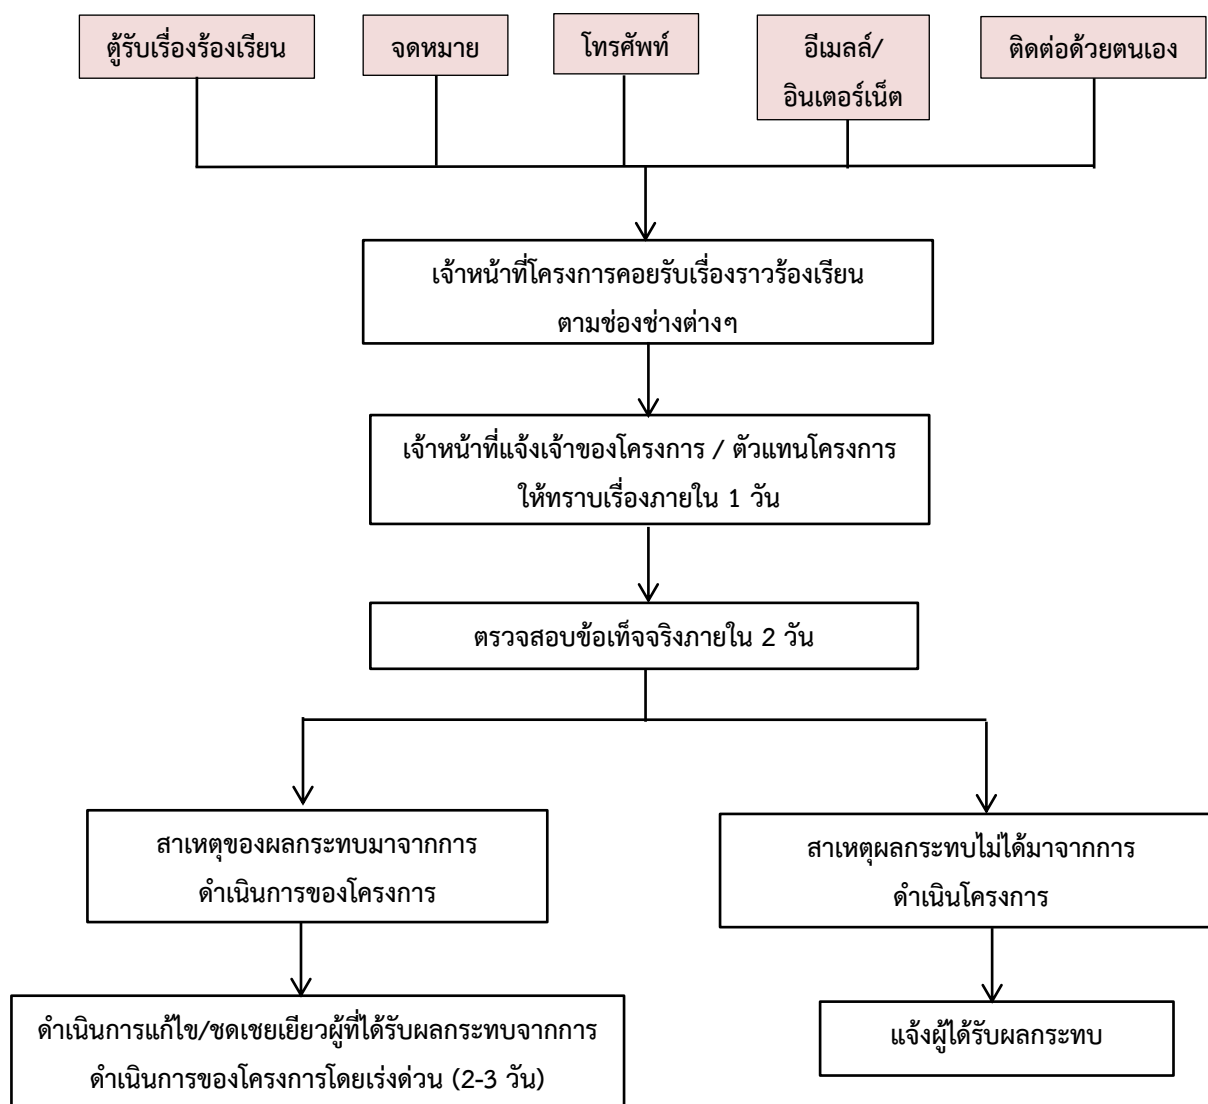 ตู้รับเรื่องร้องเรียน
จดหมาย
โทรศัพท์
อีเมลล์/
อินเตอร์เน็ต
ติดต่อด้วยตนเอง
เจ้าหน้าที่โครงการคอยรับเรื่องราวร้องเรียน
ตามช่องช่างต่างๆ
เจ้าหน้าที่แจ้งเจ้าของโครงการ / ตัวแทนโครงการ
ให้ทราบเรื่องภายใน 1 วัน
ตรวจสอบข้อเท็จจริงภายใน 2 วัน
สาเหตุของผลกระทบมาจากการ
ดำเนินการของโครงการ
สาเหตุผลกระทบไม่ได้มาจากการ
ดำเนินโครงการ
ดำเนินการแก้ไข/ชดเชยเยียวผู้ที่ได้รับผลกระทบจากการ
ดำเนินการของโครงการโดยเร่งด่วน (2-3 วัน)
แจ้งผู้ได้รับผลกระทบ